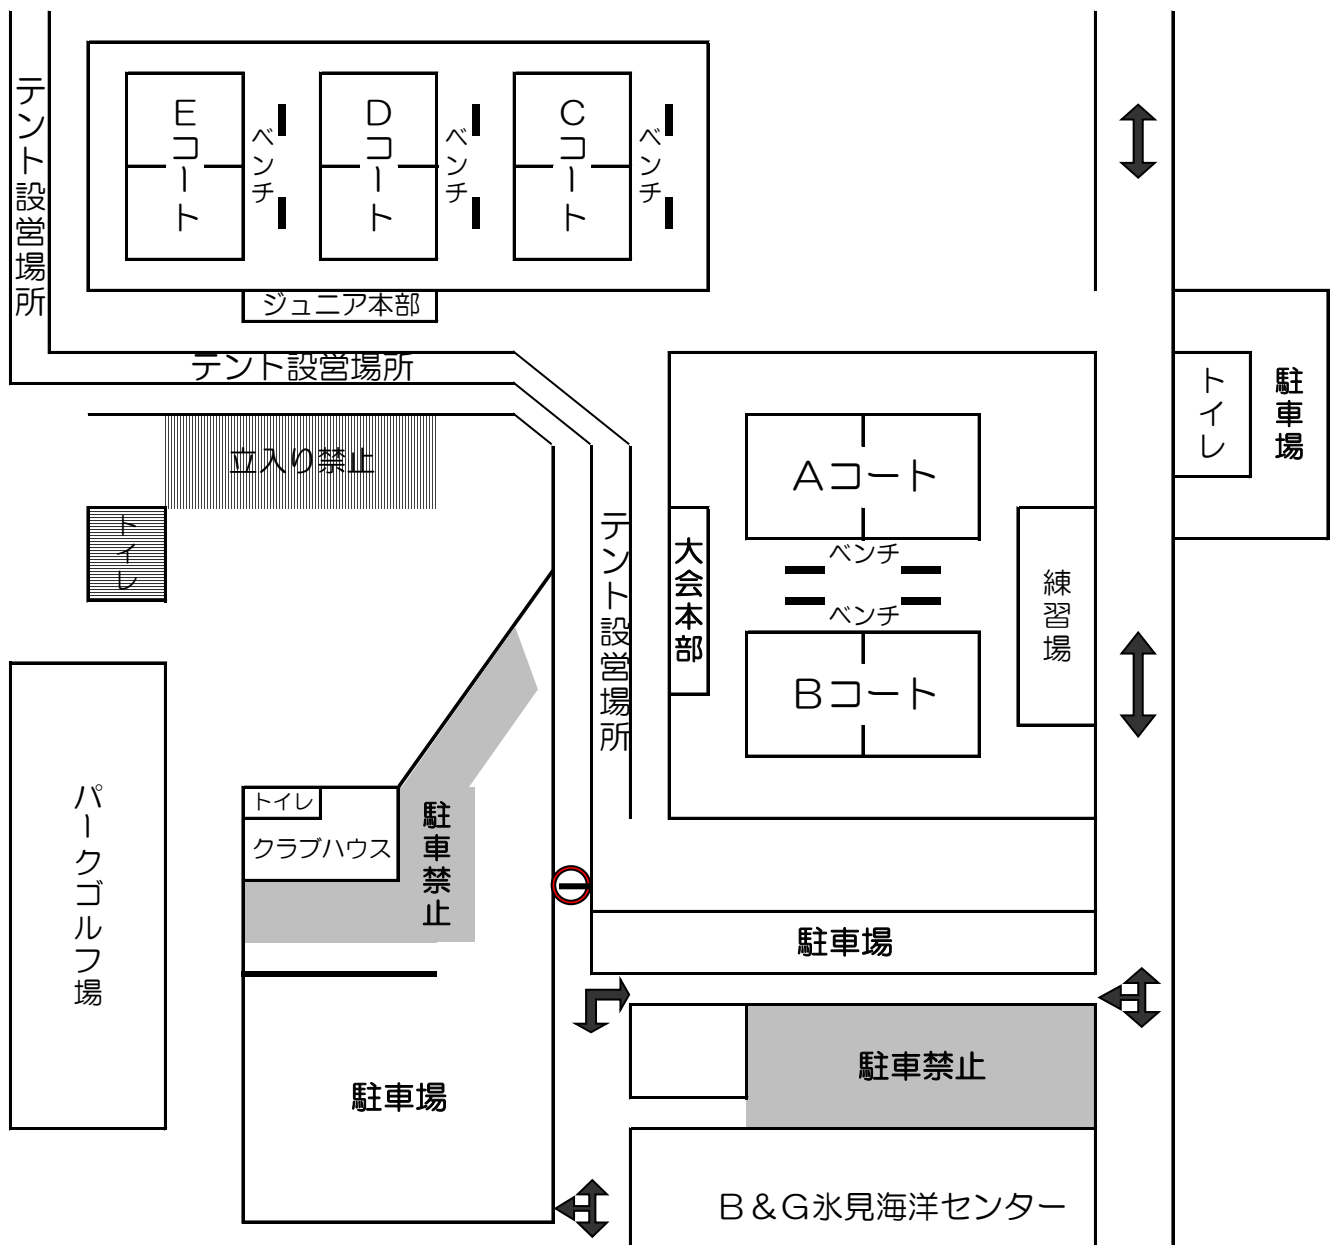 テント設営場所
Eコート
ベンチ
Dコート
ベンチ
Cコート
ベンチ
ジュニア本部
テント設営場所
立入り禁止
トイレ
テント設営場所
大会本部
Aコート
ベンチ
ベンチ
Bコート
練習場
トイレ
駐車場
パークゴルフ場
トイレ
クラブハウス
駐車禁止
駐車場
駐車禁止
駐車場
B&G氷見海洋センター